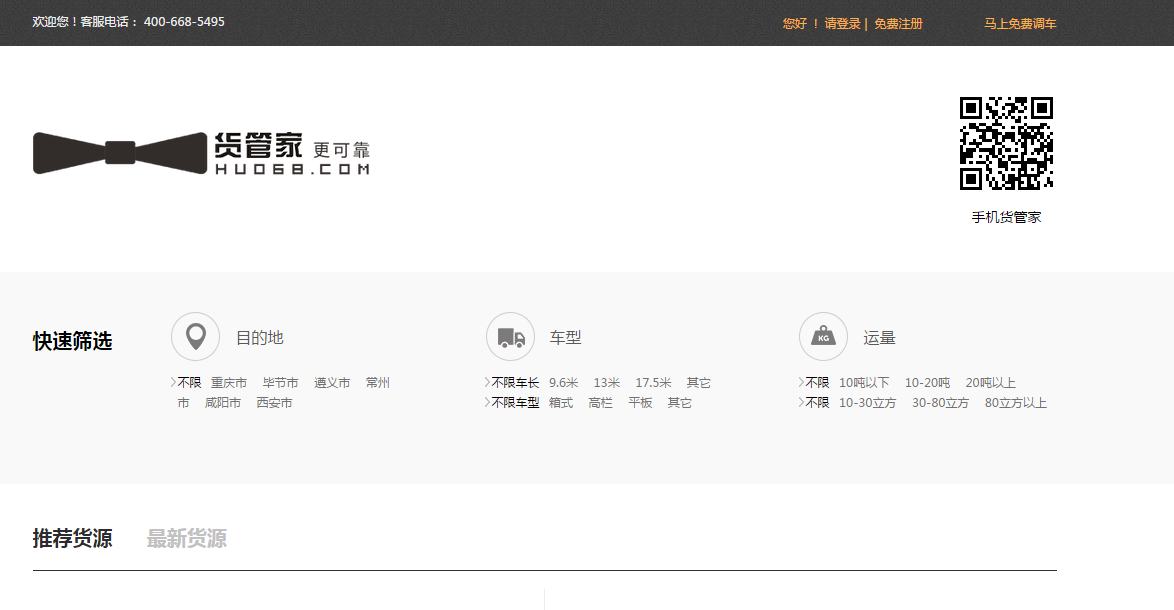 欢迎您！客服电话： 400-668-5495
您好 ！ 请登录 | 免费注册 马上免费调车
货管家 更可靠
HUO68.COM
手机货管家
快速筛选
目的地
不限 重庆市 毕节市 遵义市 常州
市 咸阳市 西安市
车型
不限车长 9.6米 13米 17.5米 其它
不限车型 箱式 高栏 平板 其它
KG
运量
不限 10吨以下 10-20吨 20吨以上
不限 10-30立方 30-80立方 80立方以上
推荐货源 最新货源